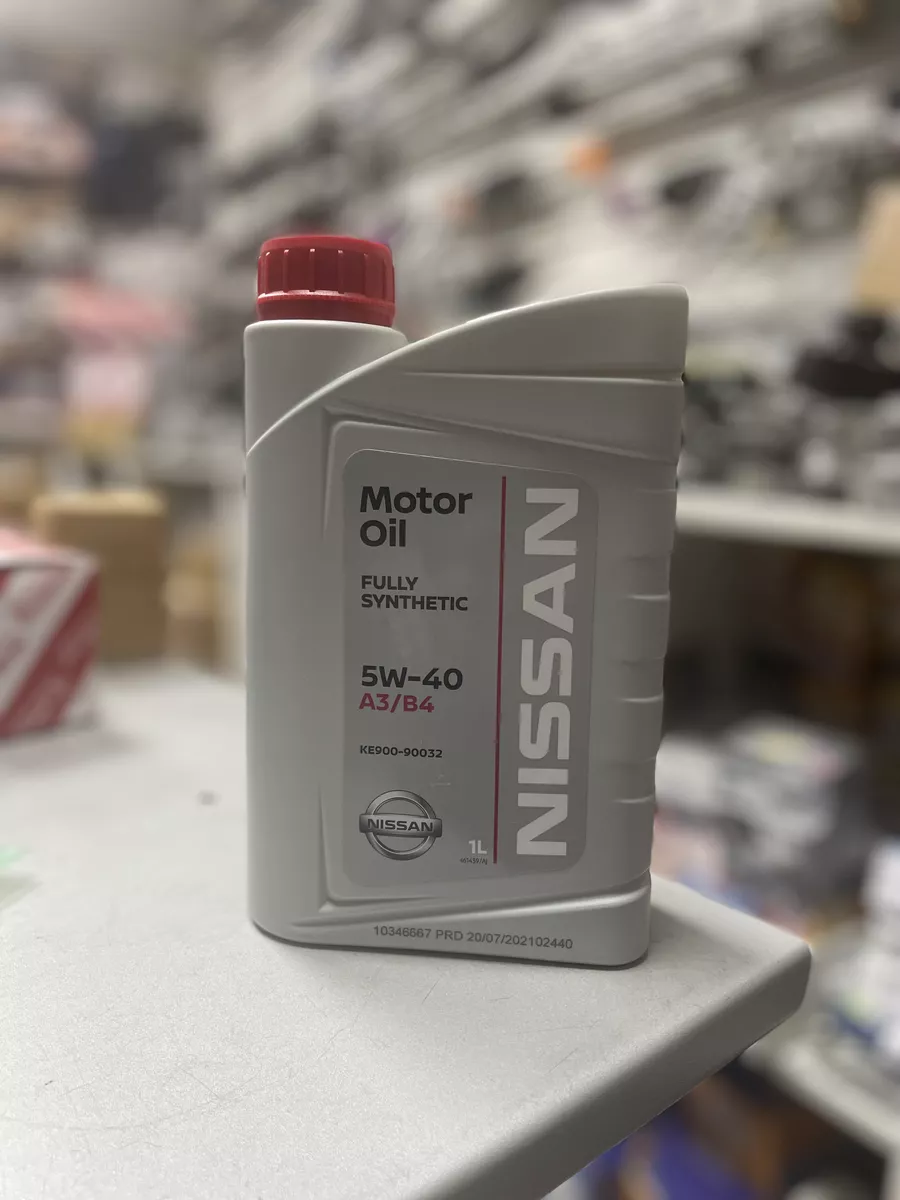 Motor
Oil
FULLY
SYNTHETIC
5W-40
A3/B4
KE900-90032
NISSAN
1L
NISSAN
10346667 PRD 20/07/202102440